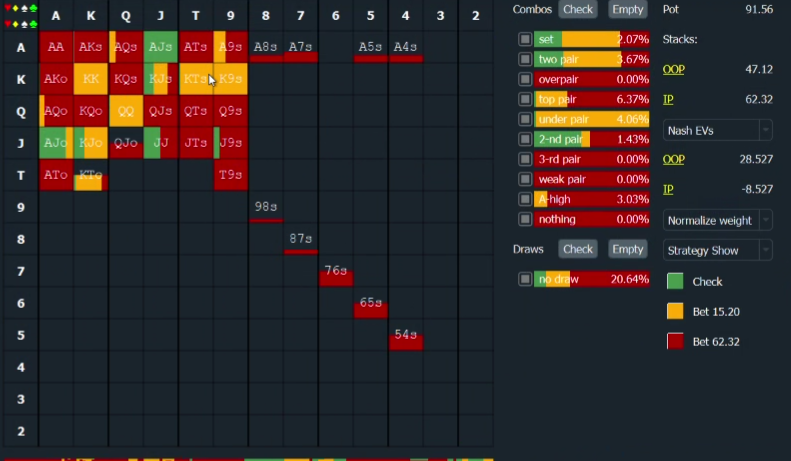 A K Q J T 9 8 7 6 5 4 3 2
A AA AKs AQs AJs ATs A9s A8s A7s A5s A4s
K AKo KK KQs KJs KTs K9s
Q AQo KQo QQ QJs QTs Q9s
J AJo KJo QJo JJ JTs J9s
T ATo KTo T9s
9 98s
8 87s
7 76s
6 65s
5 54s
4
3
2
Combos Check Empty
set 2.07%
two pair 3.67%
overpair 0.00%
top pair 6.37%
under pair 4.06%
2-nd pair 1.43%
3-rd pair 0.00%
weak pair 0.00%
A-high 3.03%
nothing 0.00%
Draws Check Empty
no draw 20.64%
Pot 91.56
Stacks:
OOP 47.12
IP 62.32
Nash EVs
OOP 28.527
IP -8.527
Normalize weight
Strategy Show
Check
Bet 15.20
Bet 62.32